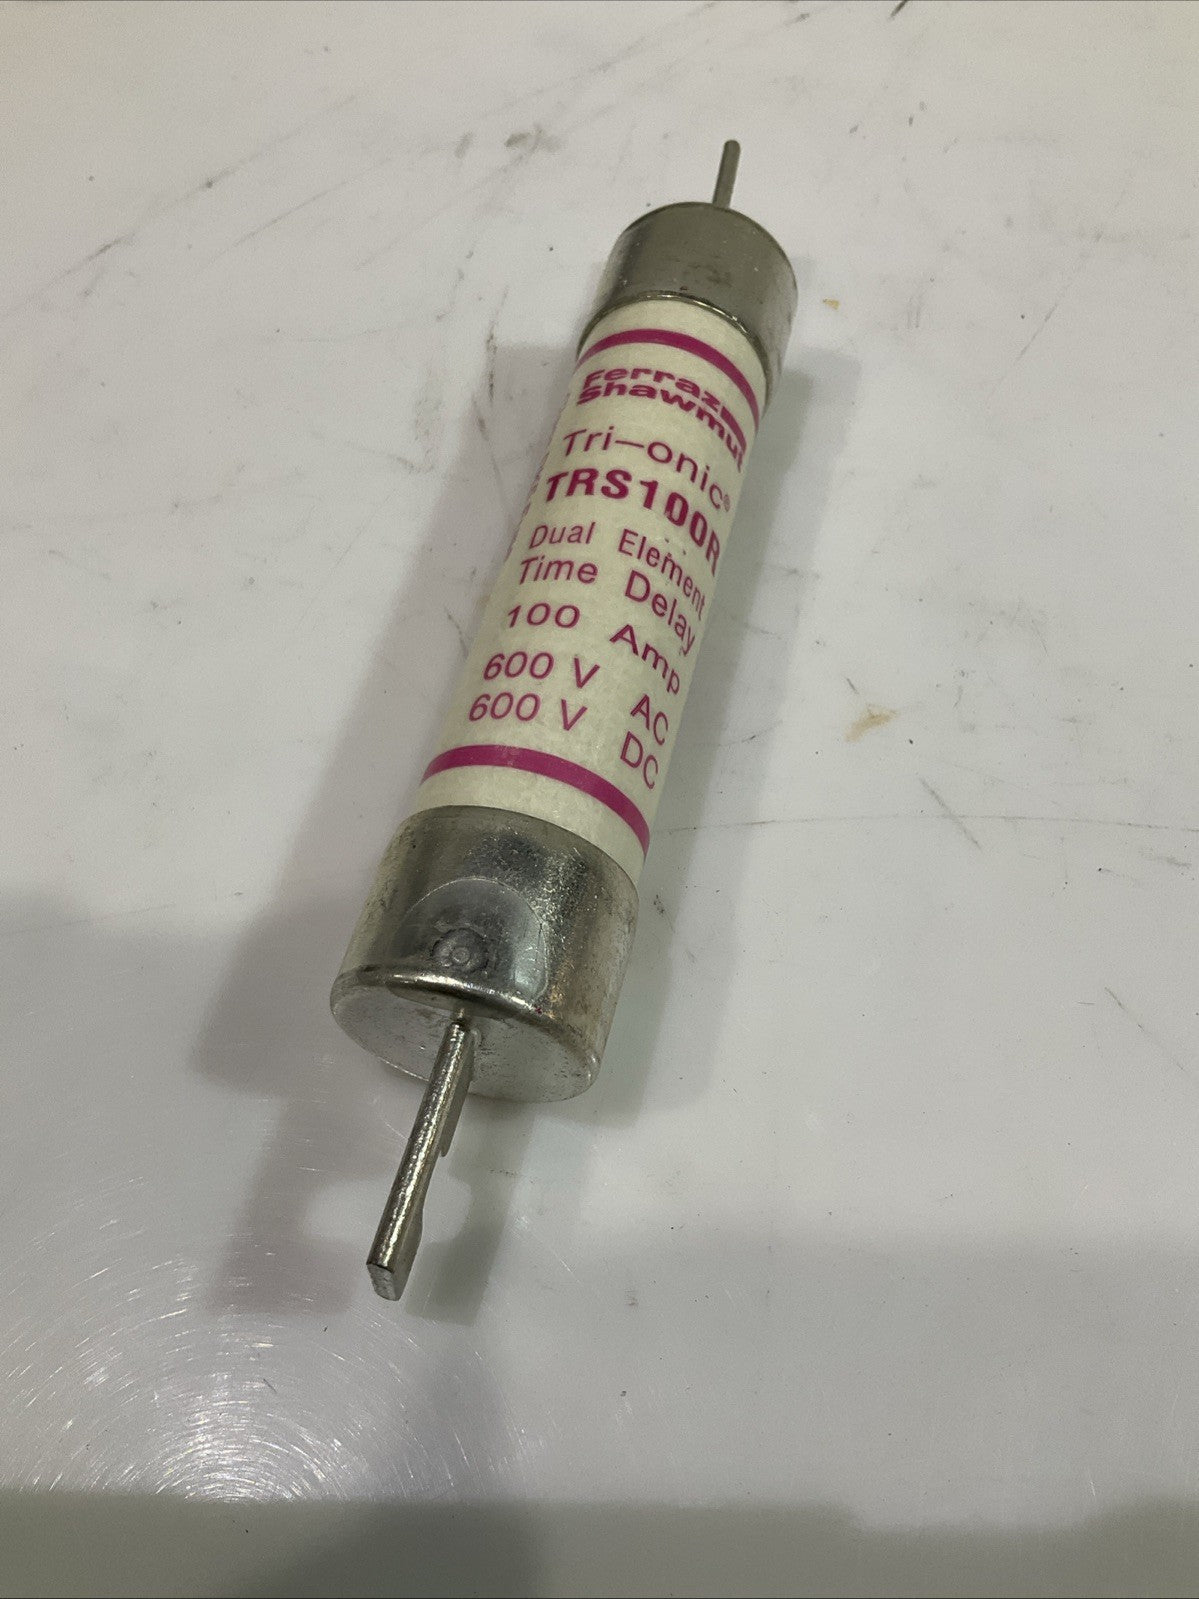 Ferraz
Shawmut
Tri-onic®
TRS100R
Dual Element
Time Delay
100 Amp
600 V AC
600 V DC